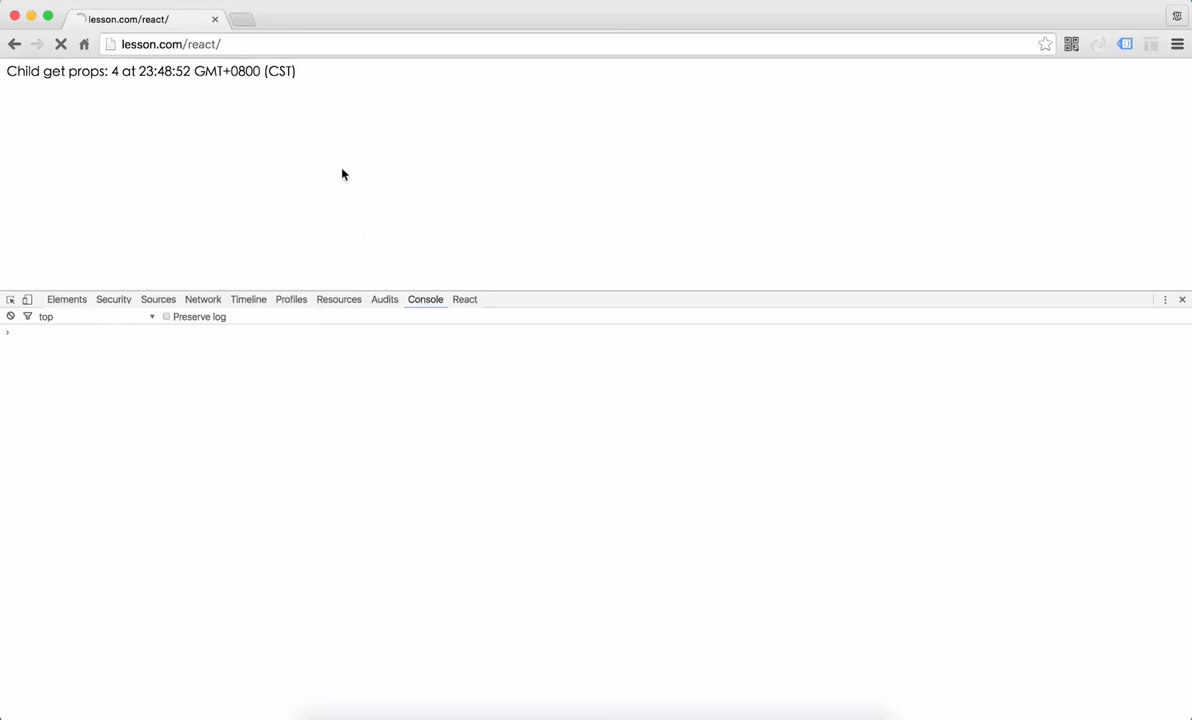 lesson.com/react/
lesson.com/react/
Child get props: 4 at 23:48:52 GMT+0800 (CST)
Elements Security Sources Network Timeline Profiles Resources Audits Console React
top Preserve log